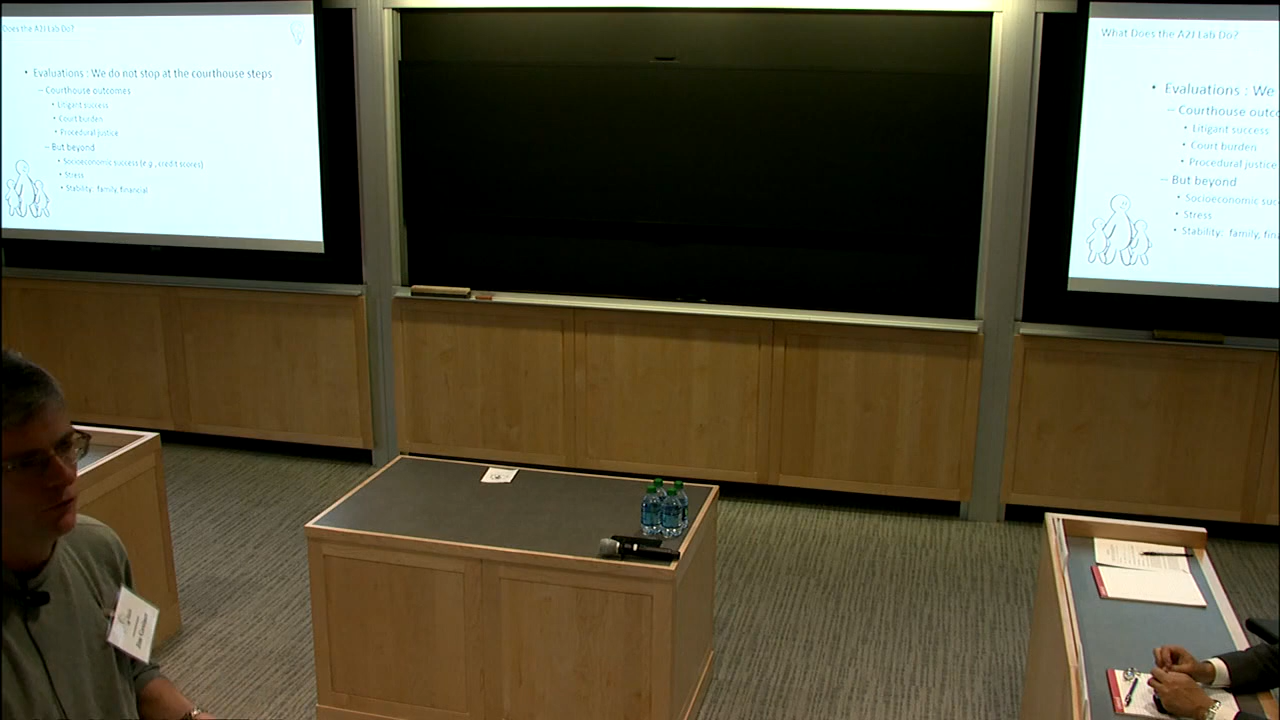 Does the A2J Lab Do?
• Evaluations : We do not stop at the courthouse steps
– Courthouse outcomes
• Litigant success
• Court burden
• Procedural justice
– But beyond
• Socioeconomic success (e.g., credit scores)
• Stress
• Stability: family, financial
What Does the A2J Lab Do?
• Evaluations : We
– Courthouse outco
• Litigant success
• Court burden
• Procedural justice
– But beyond
• Socioeconomic suc
• Stress
• Stability: family, fina